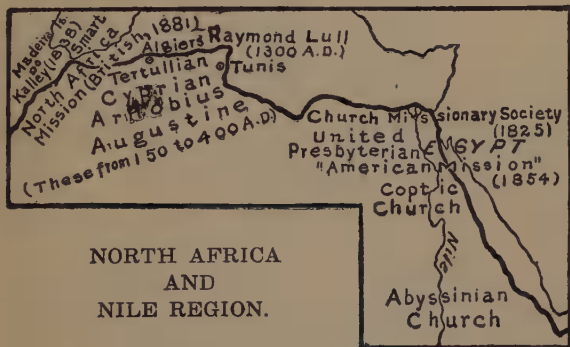 Madeira Is.
Kalley (1838)
Smart
North Africa
Mission (British, 1881)
Algiers
Raymond Lull
(1300 A.D.)
Tunis
Tertullian
Cyprian
Arnobius
Augustine
(These from 150 to 400 A.D.)
Church Missionary Society
(1825)
United
Presbyterian
EGYPT
"American Mission"
(1854)
Coptic
Church
Nile
Abyssinian
Church
NORTH AFRICA
AND
NILE REGION.